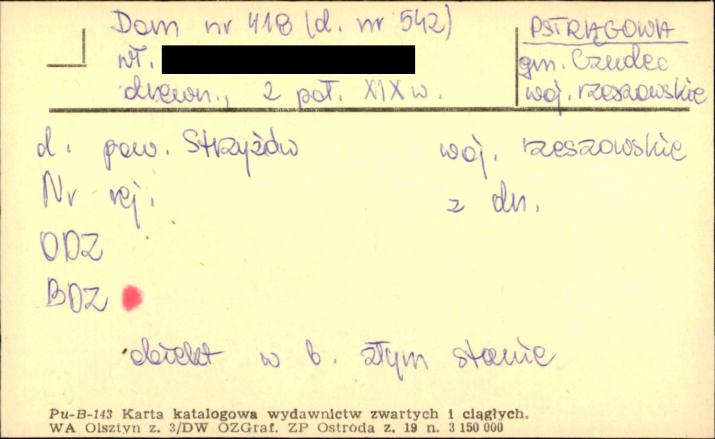 Dom nr 418 (d. nr 542)
wł.
drewn., 2 poł. XIX w.
PSTRĄGOWA
gm. Czudec
woj. rzeszowskie
d. pow. Strzyżów woj. rzeszowskie
Nr rej. z dn.
ODZ
BDZ
obiekt w b. złym stanie
Pu-B-143 Karta katalogowa wydawnictw zwartych i ciągłych.
WA Olsztyn z. 3/DW OZGraf. ZP Ostróda z. 19 n. 3 150 000